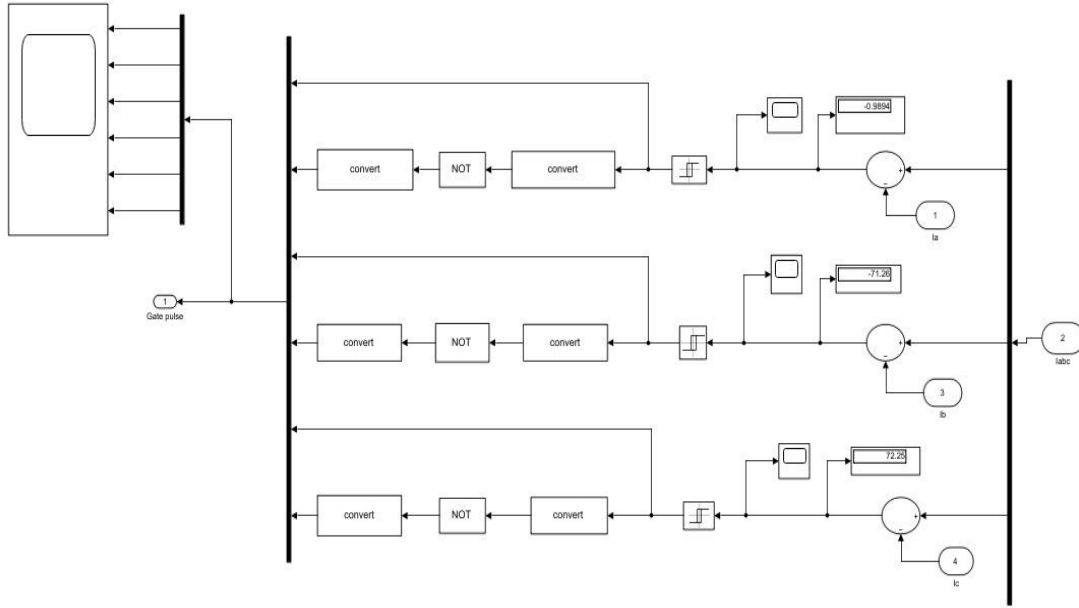 -0.9894
convert
NOT
convert
+
−
1
Ia
-71.26
1
Gate pulse
convert
NOT
convert
+
−
2
Iabc
3
Ib
72.25
convert
NOT
convert
+
−
4
Ic